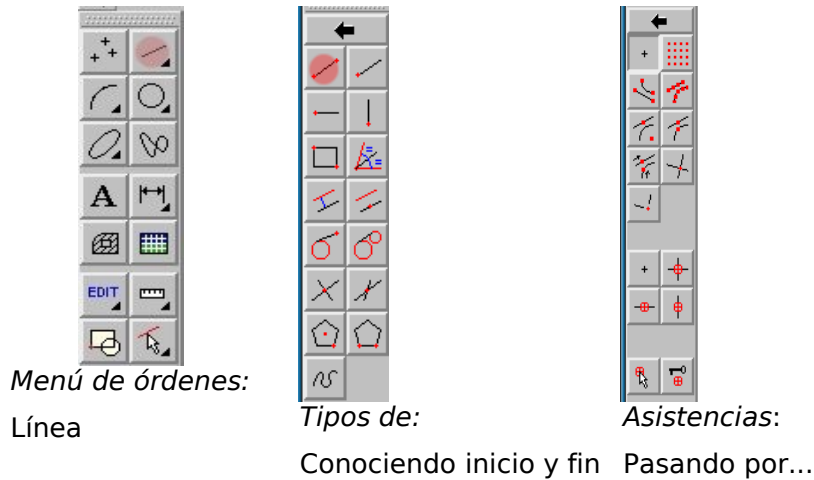 A
EDIT
Menú de órdenes:
Línea
Tipos de:
Conociendo inicio y fin
Asistencias:
Pasando por...